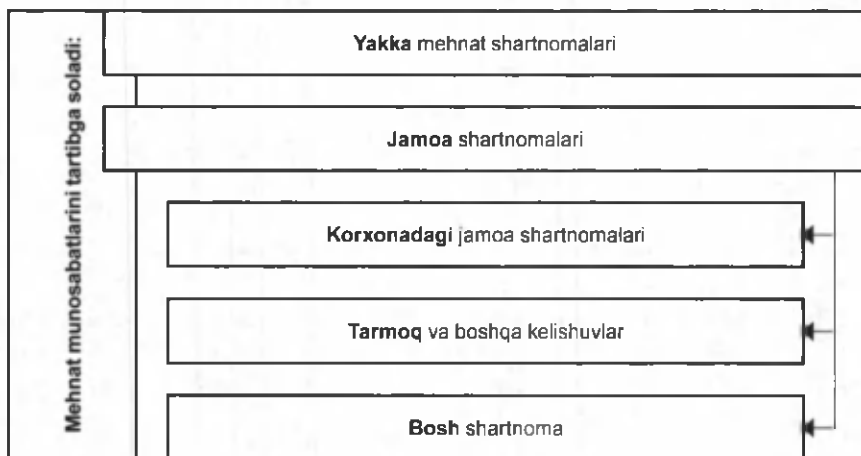 Mehnat munosabatlarini tartibga soladi:
Yakka mehnat shartnomalari
Jamoa shartnomalari
Korxonadagi jamoa shartnomalari
Tarmoq va boshqa kelishuvlar
Bosh shartnoma